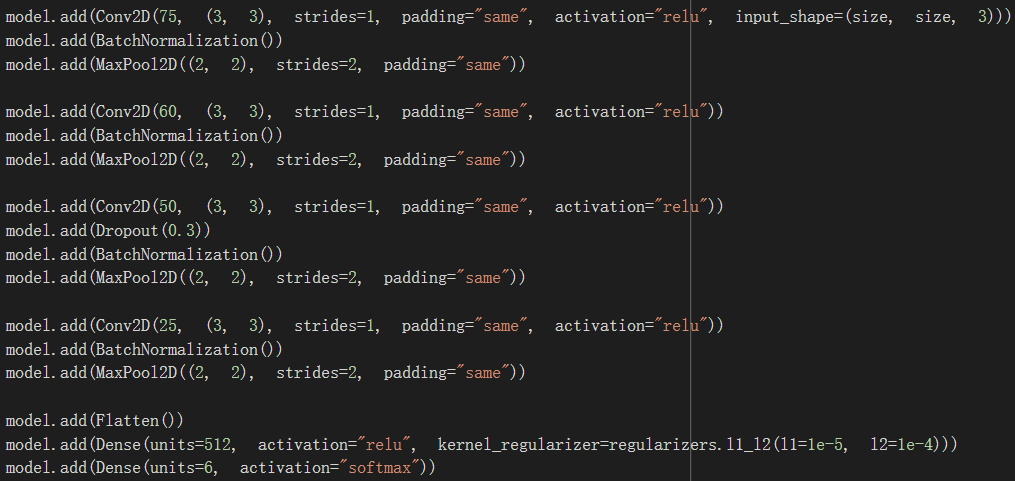 model.add(Conv2D(75, (3, 3), strides=1, padding="same", activation="relu", input_shape=(size, size, 3)))
model.add(BatchNormalization())
model.add(MaxPool2D((2, 2), strides=2, padding="same"))
model.add(Conv2D(60, (3, 3), strides=1, padding="same", activation="relu"))
model.add(BatchNormalization())
model.add(MaxPool2D((2, 2), strides=2, padding="same"))
model.add(Conv2D(50, (3, 3), strides=1, padding="same", activation="relu"))
model.add(Dropout(0.3))
model.add(BatchNormalization())
model.add(MaxPool2D((2, 2), strides=2, padding="same"))
model.add(Conv2D(25, (3, 3), strides=1, padding="same", activation="relu"))
model.add(BatchNormalization())
model.add(MaxPool2D((2, 2), strides=2, padding="same"))
model.add(Flatten())
model.add(Dense(units=512, activation="relu", kernel_regularizer=regularizers.l1_l2(l1=1e-5, l2=1e-4)))
model.add(Dense(units=6, activation="softmax"))